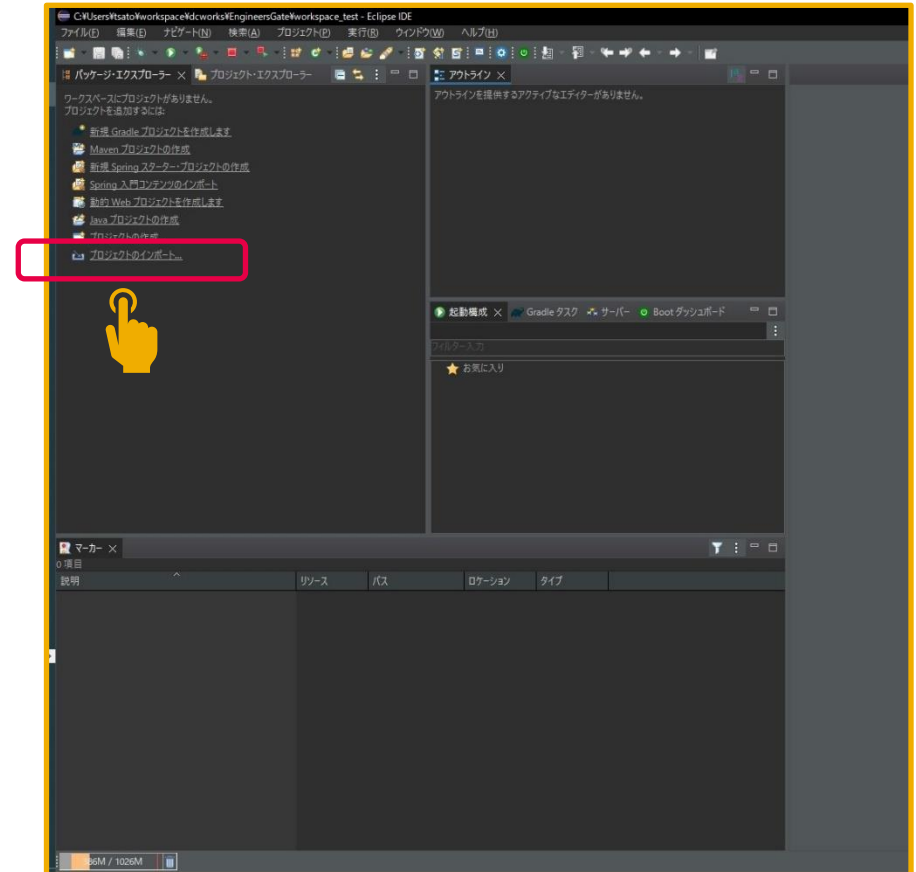 C:¥Users¥tsato¥workspace¥dcworks¥EngineersGate¥workspace_test - Eclipse IDE
ファイル(F) 編集(E) ナビゲート(N) 検索(A) プロジェクト(P) 実行(R) ウィンドウ(W) ヘルプ(H)
パッケージ・エクスプローラー プロジェクト・エクスプローラー
アウトライン
ワークスペースにプロジェクトがありません。
プロジェクトを追加するには:
アウトラインを提供するアクティブなエディターがありません。
新規 Gradle プロジェクトを作成します
Maven プロジェクトの作成
新規 Spring スターター・プロジェクトの作成
Spring 入門コンテンツのインポート
動的 Web プロジェクトを作成します
Java プロジェクトの作成
プロジェクトの作成
プロジェクトのインポート...
起動構成 Gradle タスク サーバー Boot ダッシュボード
フィルター入力
お気に入り
マーカー
0 項目
説明 リソース パス ロケーション タイプ
86M / 1026M